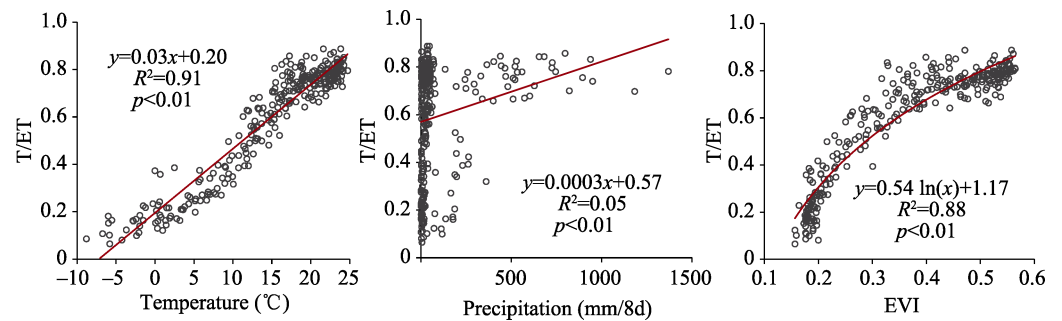 1.0
0.8
0.6
0.4
0.2
0
T/ET
y=0.03x+0.20
R²=0.91
p<0.01
−10 −5 0 5 10 15 20 25
Temperature (℃)
1.0
0.8
0.6
0.4
0.2
0
T/ET
y=0.0003x+0.57
R²=0.05
p<0.01
0 500 1000 1500
Precipitation (mm/8d)
1.0
0.8
0.6
0.4
0.2
0
T/ET
y=0.54 ln(x)+1.17
R²=0.88
p<0.01
0.1 0.2 0.3 0.4 0.5 0.6
EVI